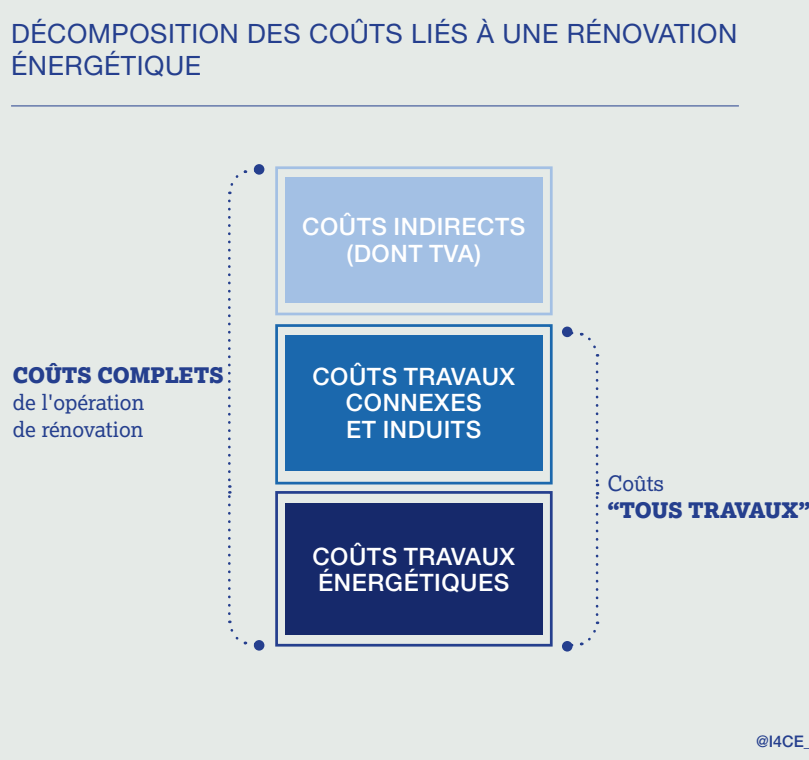 DÉCOMPOSITION DES COÛTS LIÉS À UNE RÉNOVATION
ÉNERGÉTIQUE
COÛTS INDIRECTS
(DONT TVA)
COÛTS COMPLETS
de l'opération
de rénovation
COÛTS TRAVAUX
CONNEXES
ET INDUITS
Coûts
“TOUS TRAVAUX”
COÛTS TRAVAUX
ÉNERGÉTIQUES
@I4CE_